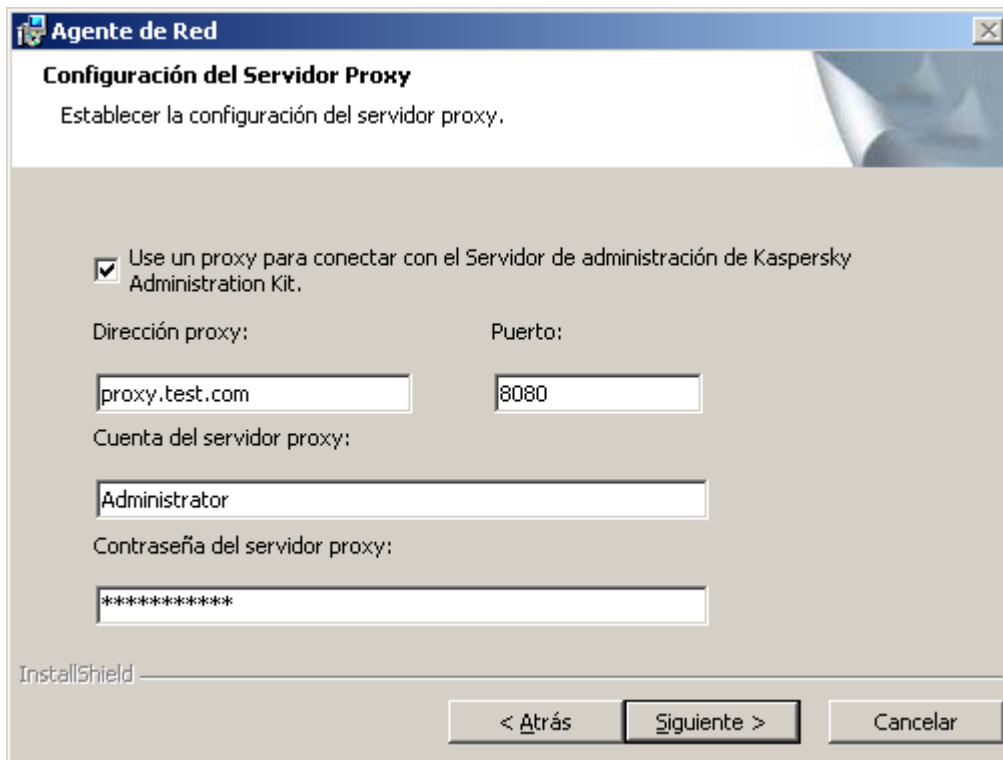 Agente de Red
Configuración del Servidor Proxy
Establecer la configuración del servidor proxy.
Use un proxy para conectar con el Servidor de administración de Kaspersky
Administration Kit.
Dirección proxy: Puerto:
proxy.test.com 8080
Cuenta del servidor proxy:
Administrator
Contraseña del servidor proxy:
***********
InstallShield
< Atrás Siguiente > Cancelar